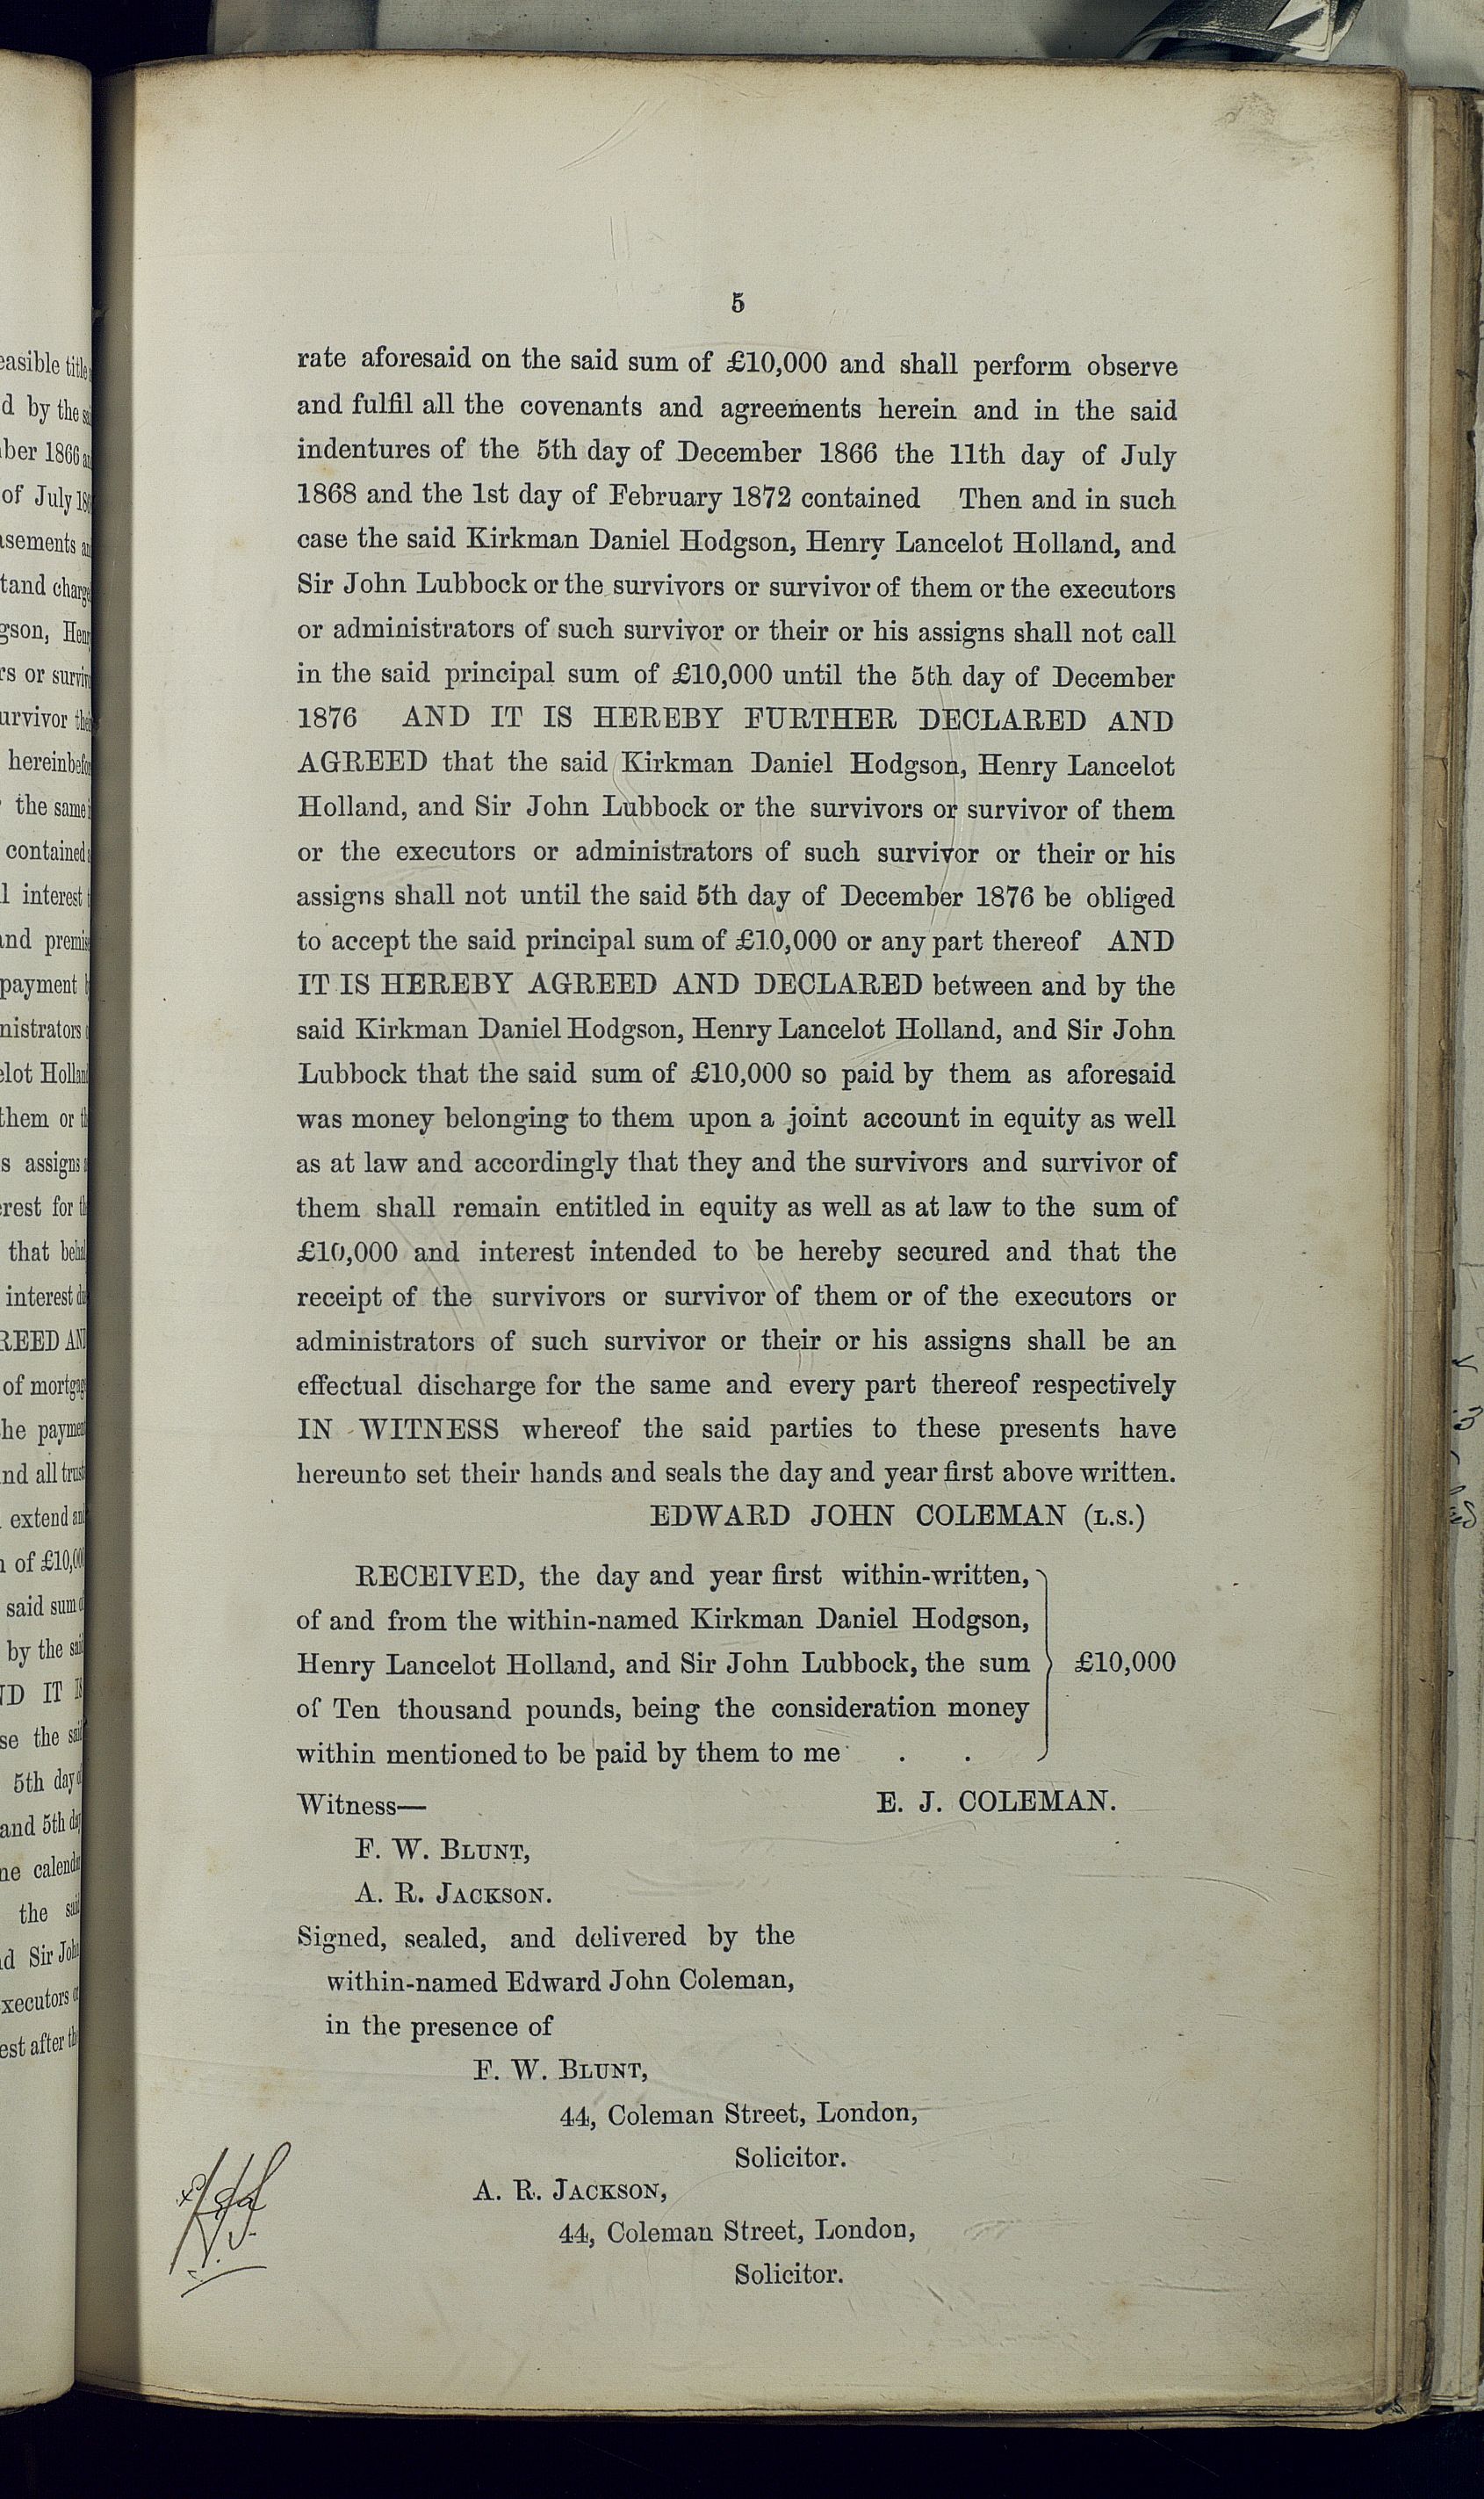 5
rate aforesaid on the said sum of £10,000 and shall perform observe
and fulfil all the covenants and agreements herein and in the said
indentures of the 5th day of December 1866 the 11th day of July
1868 and the 1st day of February 1872 contained Then and in such
case the said Kirkman Daniel Hodgson, Henry Lancelot Holland, and
Sir John Lubbock or the survivors or survivor of them or the executors
or administrators of such survivor or their or his assigns shall not call
in the said principal sum of £10,000 until the 5th day of December
1876 AND IT IS HEREBY FURTHER DECLARED AND
AGREED that the said Kirkman Daniel Hodgson, Henry Lancelot
Holland, and Sir John Lubbock or the survivors or survivor of them
or the executors or administrators of such survivor or their or his
assigns shall not until the said 5th day of December 1876 be obliged
to accept the said principal sum of £10,000 or any part thereof AND
IT IS HEREBY AGREED AND DECLARED between and by the
said Kirkman Daniel Hodgson, Henry Lancelot Holland, and Sir John
Lubbock that the said sum of £10,000 so paid by them as aforesaid
was money belonging to them upon a joint account in equity as well
as at law and accordingly that they and the survivors and survivor of
them shall remain entitled in equity as well as at law to the sum of
£10,000 and interest intended to be hereby secured and that the
receipt of the survivors or survivor of them or of the executors or
administrators of such survivor or their or his assigns shall be an
effectual discharge for the same and every part thereof respectively
IN WITNESS whereof the said parties to these presents have
hereunto set their hands and seals the day and year first above written.
EDWARD JOHN COLEMAN (L.S.)
RECEIVED, the day and year first within-written,
of and from the within-named Kirkman Daniel Hodgson,
Henry Lancelot Holland, and Sir John Lubbock, the sum £10,000
of Ten thousand pounds, being the consideration money
within mentioned to be paid by them to me . .
Witness— E. J. COLEMAN.
F. W. BLUNT,
A. R. JACKSON.
Signed, sealed, and delivered by the
within-named Edward John Coleman,
in the presence of
F. W. BLUNT,
44, Coleman Street, London,
Solicitor.
A. R. JACKSON,
44, Coleman Street, London,
Solicitor.